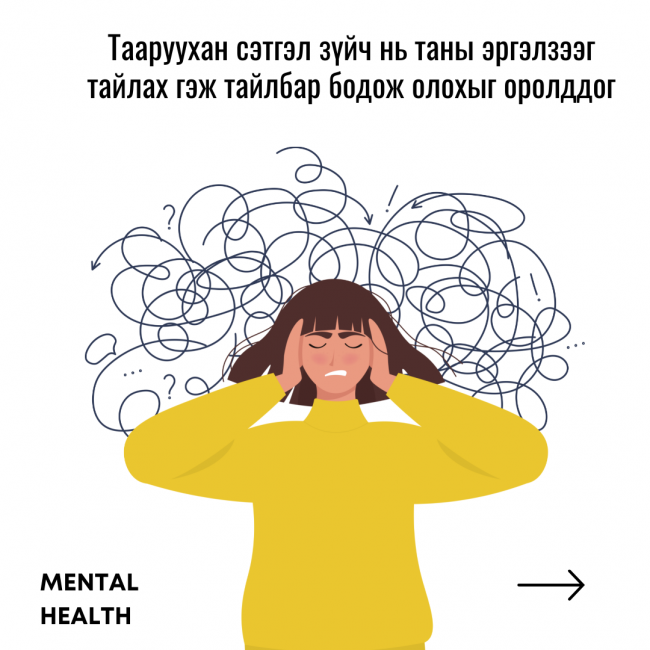 Тааруухан сэтгэл зүйч нь таны эргэлзээг
тайлах гэж тайлбар бодож олохыг оролддог
? ! ! ?
MENTAL
HEALTH